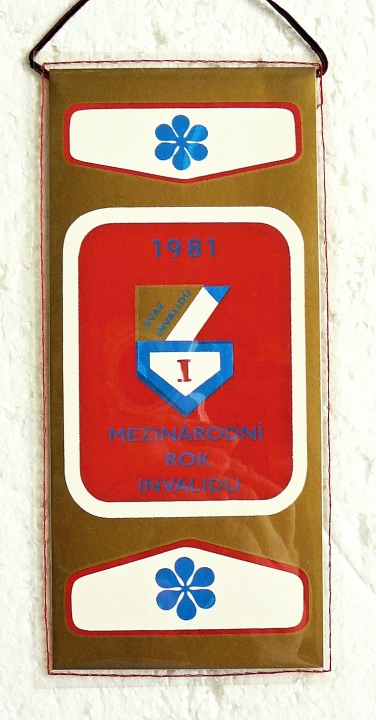 1981
SVAZ
INVALIDŮ
I
MEZINÁRODNÍ
ROK
INVALIDŮ